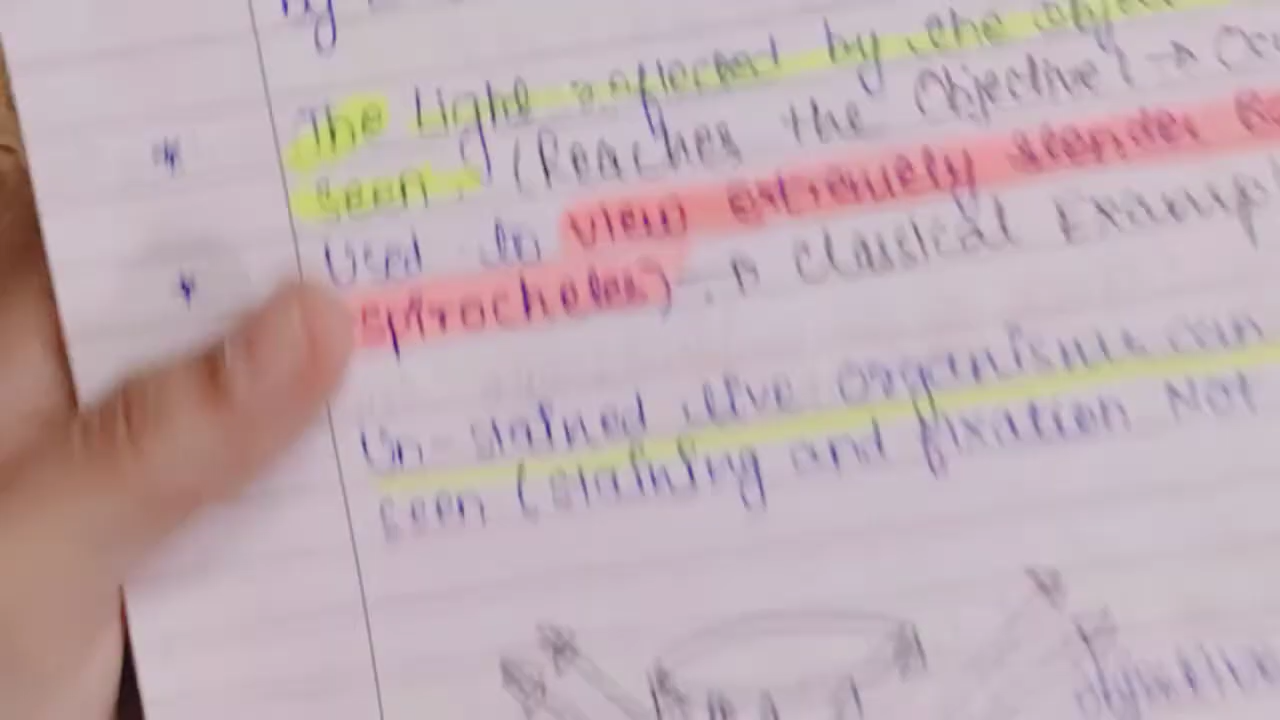 The Light reflected by the object
seen. (Reaches the Objective) →
Used to view extremely slender
spirochetes). → classical Exampl
Un-stained live organisms can
seen (staining and fixation Not
objective